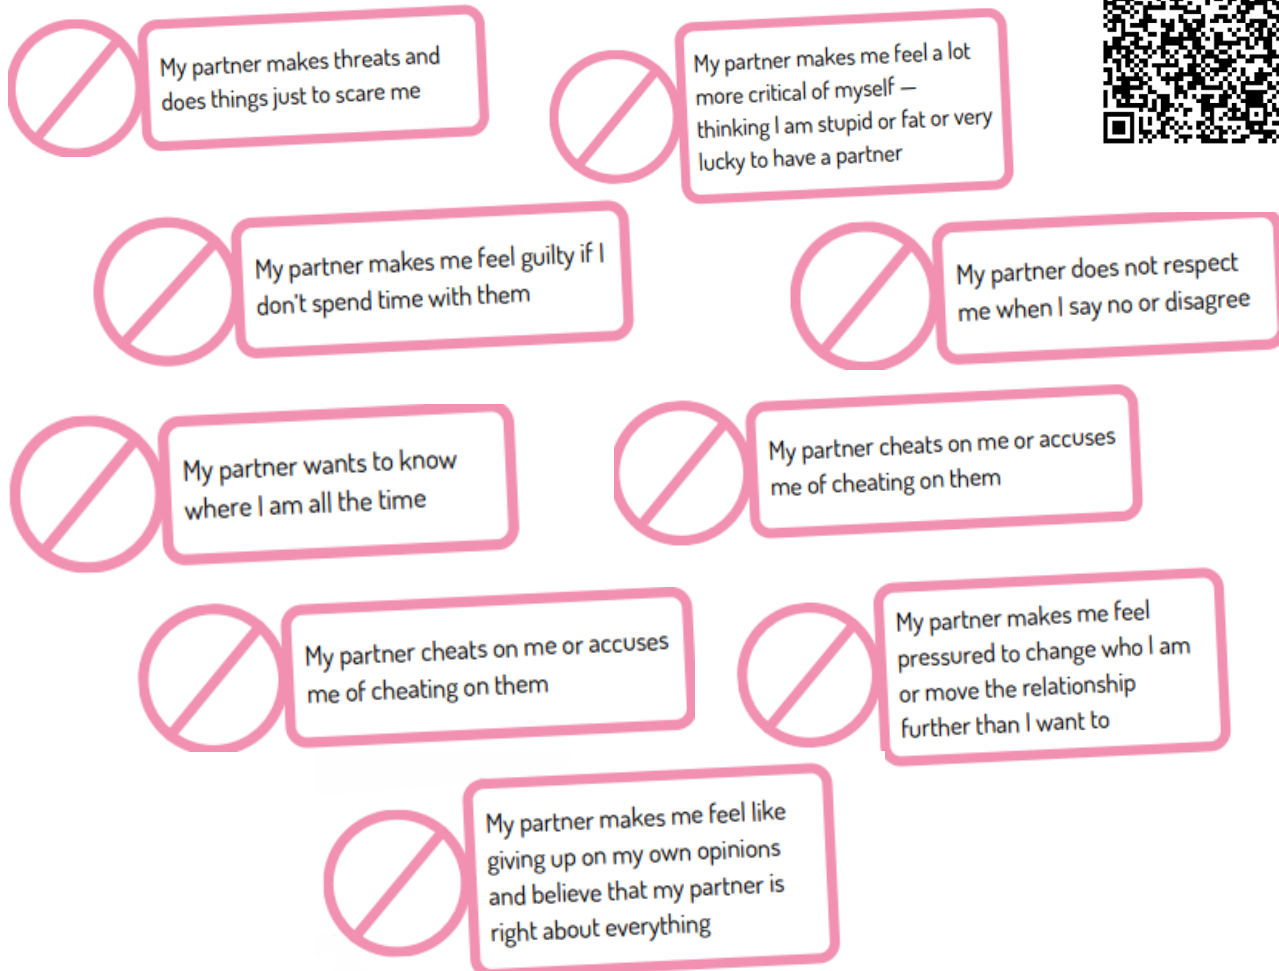 My partner makes threats and
does things just to scare me
My partner makes me feel a lot
more critical of myself —
thinking I am stupid or fat or very
lucky to have a partner
My partner makes me feel guilty if I
don't spend time with them
My partner does not respect
me when I say no or disagree
My partner wants to know
where I am all the time
My partner cheats on me or accuses
me of cheating on them
My partner cheats on me or accuses
me of cheating on them
My partner makes me feel
pressured to change who I am
or move the relationship
further than I want to
My partner makes me feel like
giving up on my own opinions
and believe that my partner is
right about everything